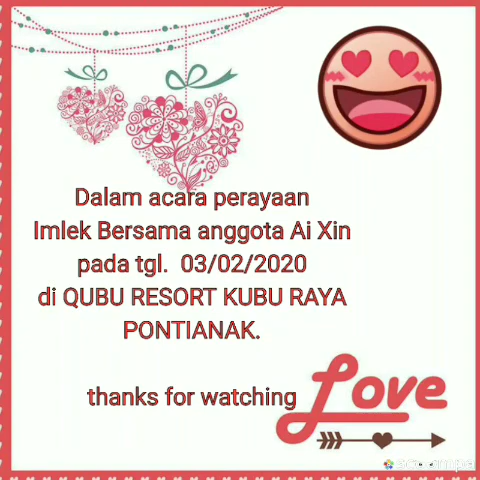 Dalam acara perayaan
Imlek Bersama anggota Ai Xin
pada tgl. 03/02/2020
di QUBU RESORT KUBU RAYA
PONTIANAK.
thanks for watching
Love